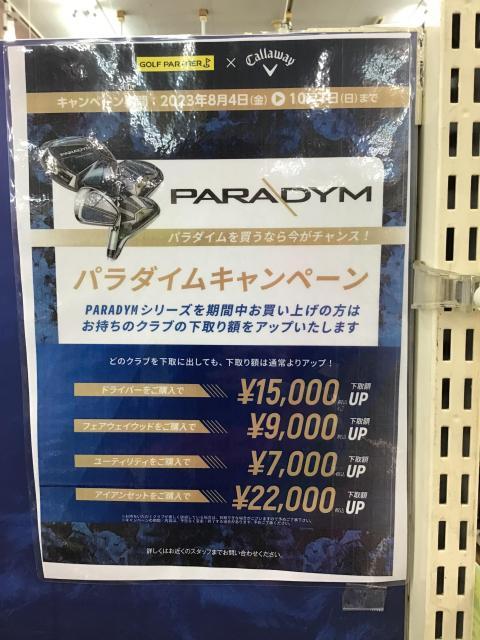 GOLF PARTNER × Callaway
キャンペーン期間：2023年8月4日(金) 10月 日(日)まで
PARADYM
パラダイムを買うなら今がチャンス！
パラダイムキャンペーン
PARADYMシリーズを期間中お買い上げの方は
お持ちのクラブの下取り額をアップいたします
どのクラブを下取に出しても、下取り額は通常よりアップ！
ドライバーをご購入で ¥15,000 税込 下取額 UP
フェアウェイウッドをご購入で ¥9,000 税込 下取額 UP
ユーティリティをご購入で ¥7,000 税込 下取額 UP
アイアンセットをご購入で ¥22,000 税込 下取額 UP
詳しくはお近くのスタッフまでお問い合わせください。